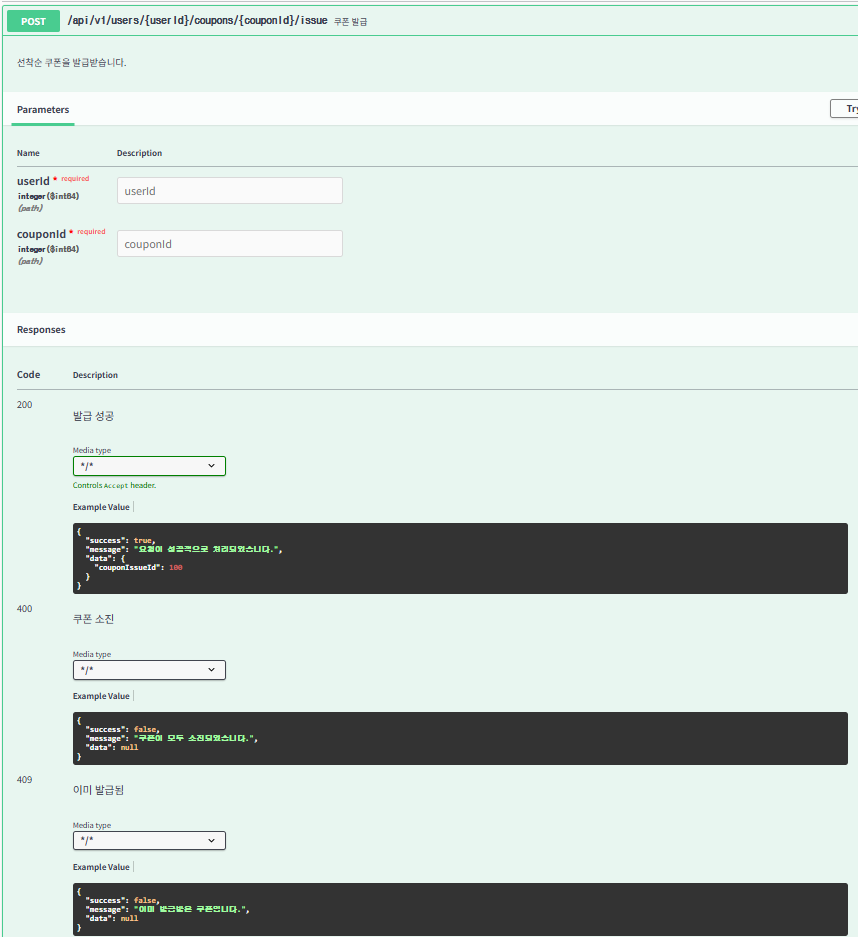 POST /api/v1/users/{userId}/coupons/{couponId}/issue 쿠폰 발급
선착순 쿠폰을 발급받습니다.
Parameters
Try
Name Description
userId * required
integer($int64)
(path)
userId
couponId * required
integer($int64)
(path)
couponId
Responses
Code Description
200
발급 성공
Media type
*/*
Controls Accept header.
Example Value
{
"success": true,
"message": "요청이 성공적으로 처리되었습니다.",
"data": {
"couponIssueId": 100
}
}
400
쿠폰 소진
Media type
*/*
Example Value
{
"success": false,
"message": "쿠폰이 모두 소진되었습니다.",
"data": null
}
409
이미 발급됨
Media type
*/*
Example Value
{
"success": false,
"message": "이미 발급받은 쿠폰입니다.",
"data": null
}